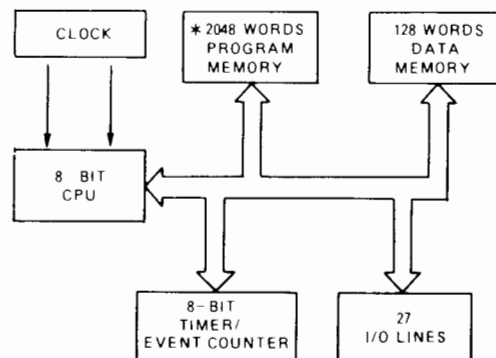 CLOCK
* 2048 WORDS
PROGRAM
MEMORY
128 WORDS
DATA
MEMORY
8 BIT
CPU
8-BIT
TIMER/
EVENT COUNTER
27
I/O LINES